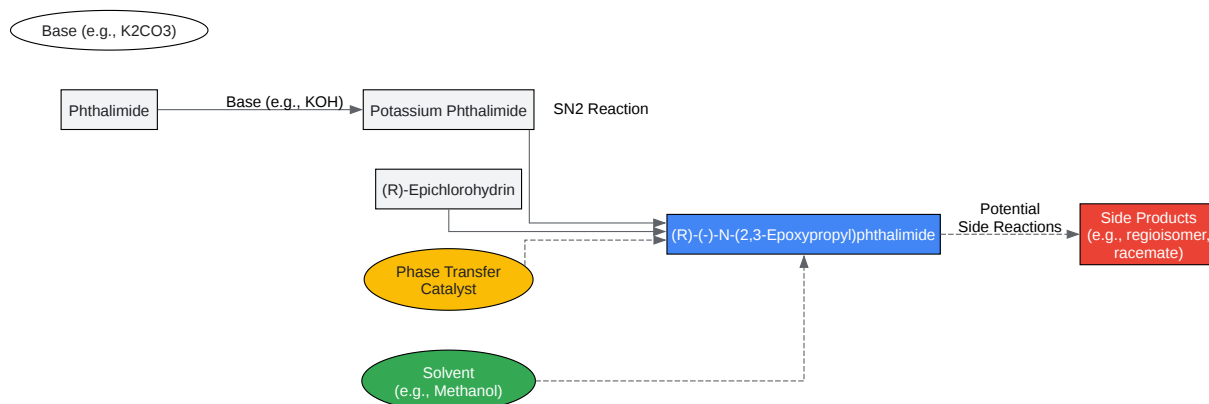 Base (e.g., K2CO3)
Phthalimide
Base (e.g., KOH)
Potassium Phthalimide
SN2 Reaction
(R)-Epichlorohydrin
Phase Transfer
Catalyst
Solvent
(e.g., Methanol)
(R)-(-)-N-(2,3-Epoxypropyl)phthalimide
Potential
Side Reactions
Side Products
(e.g., regioisomer,
racemate)